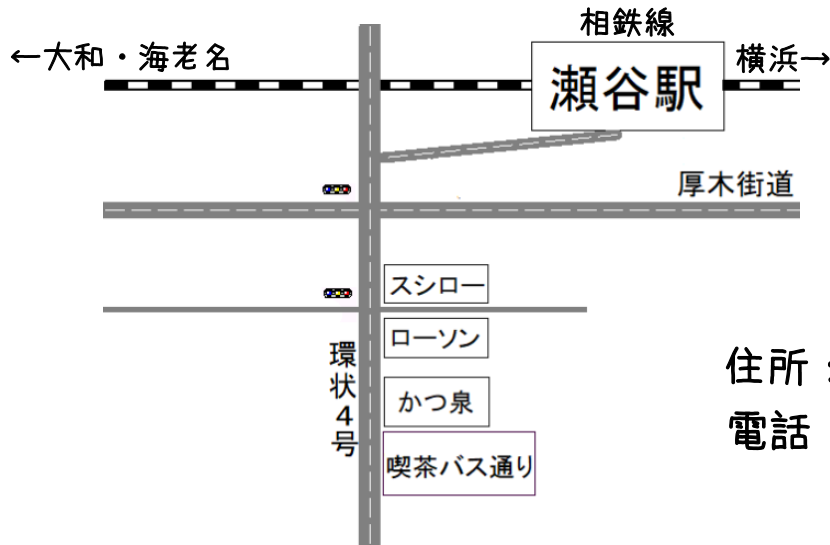 相鉄線
←大和・海老名
横浜→
瀬谷駅
厚木街道
スシロー
ローソン
環状4号
かつ泉
喫茶バス通り
住所:
電話